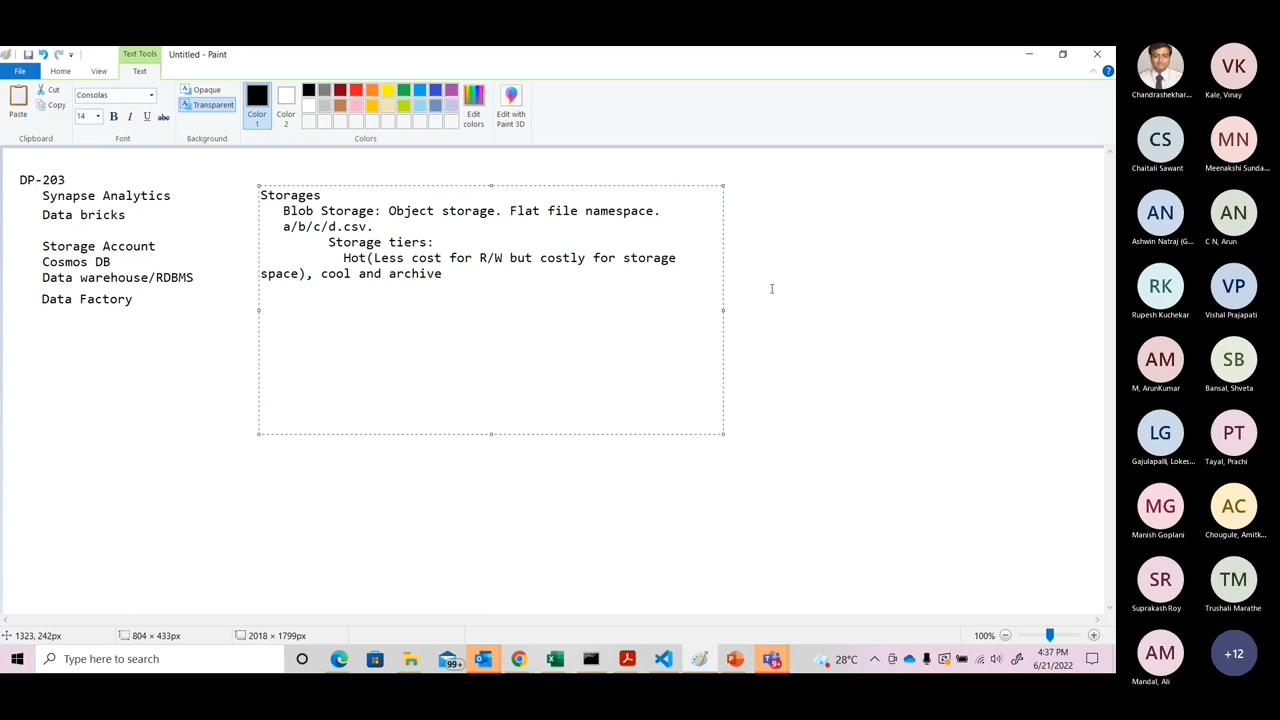 Text Tools
Untitled - Paint
File
Home
View
Text
Paste
Cut
Copy
Clipboard
Consolas
14
B I U abc
Font
Opaque
Transparent
Background
Color 1
Color 2
Edit colors
Colors
Edit with Paint 3D
DP-203
Synapse Analytics
Data bricks
Storage Account
Cosmos DB
Data warehouse/RDBMS
Data Factory
Storages
Blob Storage: Object storage. Flat file namespace.
a/b/c/d.csv.
Storage tiers:
Hot(Less cost for R/W but costly for storage
space), cool and archive
1323, 242px
804 × 433px
2018 × 1799px
100%
Type here to search
99+
9+
28°C
4:37 PM
6/21/2022
Chandrashekhar...
VK
Kale, Vinay
CS
Chaitali Sawant
MN
Meenakshi Sunda...
AN
Ashwin Natraj (G...
AN
C N, Arun
RK
Rupesh Kuchekar
VP
Vishal Prajapati
AM
M, ArunKumar
SB
Bansal, Shveta
LG
Gajulapalli, Lokes...
PT
Tayal, Prachi
MG
Manish Goplani
AC
Chougule, Amitk...
SR
Suprakash Roy
TM
Trushali Marathe
AM
Mandal, Ali
+12